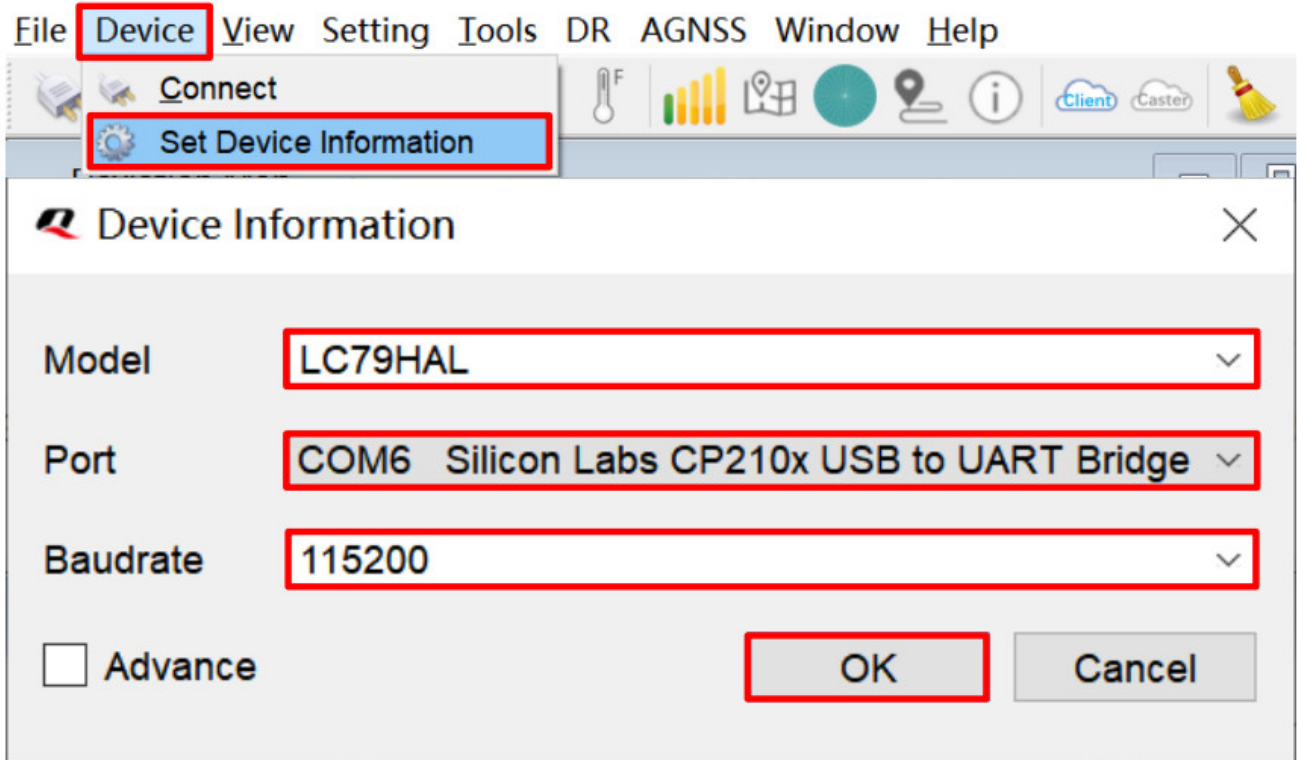 File Device View Setting Tools DR AGNSS Window Help
Connect
F
Client Caster
Set Device Information
Device Information
Model LC79HAL
Port COM6 Silicon Labs CP210x USB to UART Bridge
Baudrate 115200
Advance OK Cancel